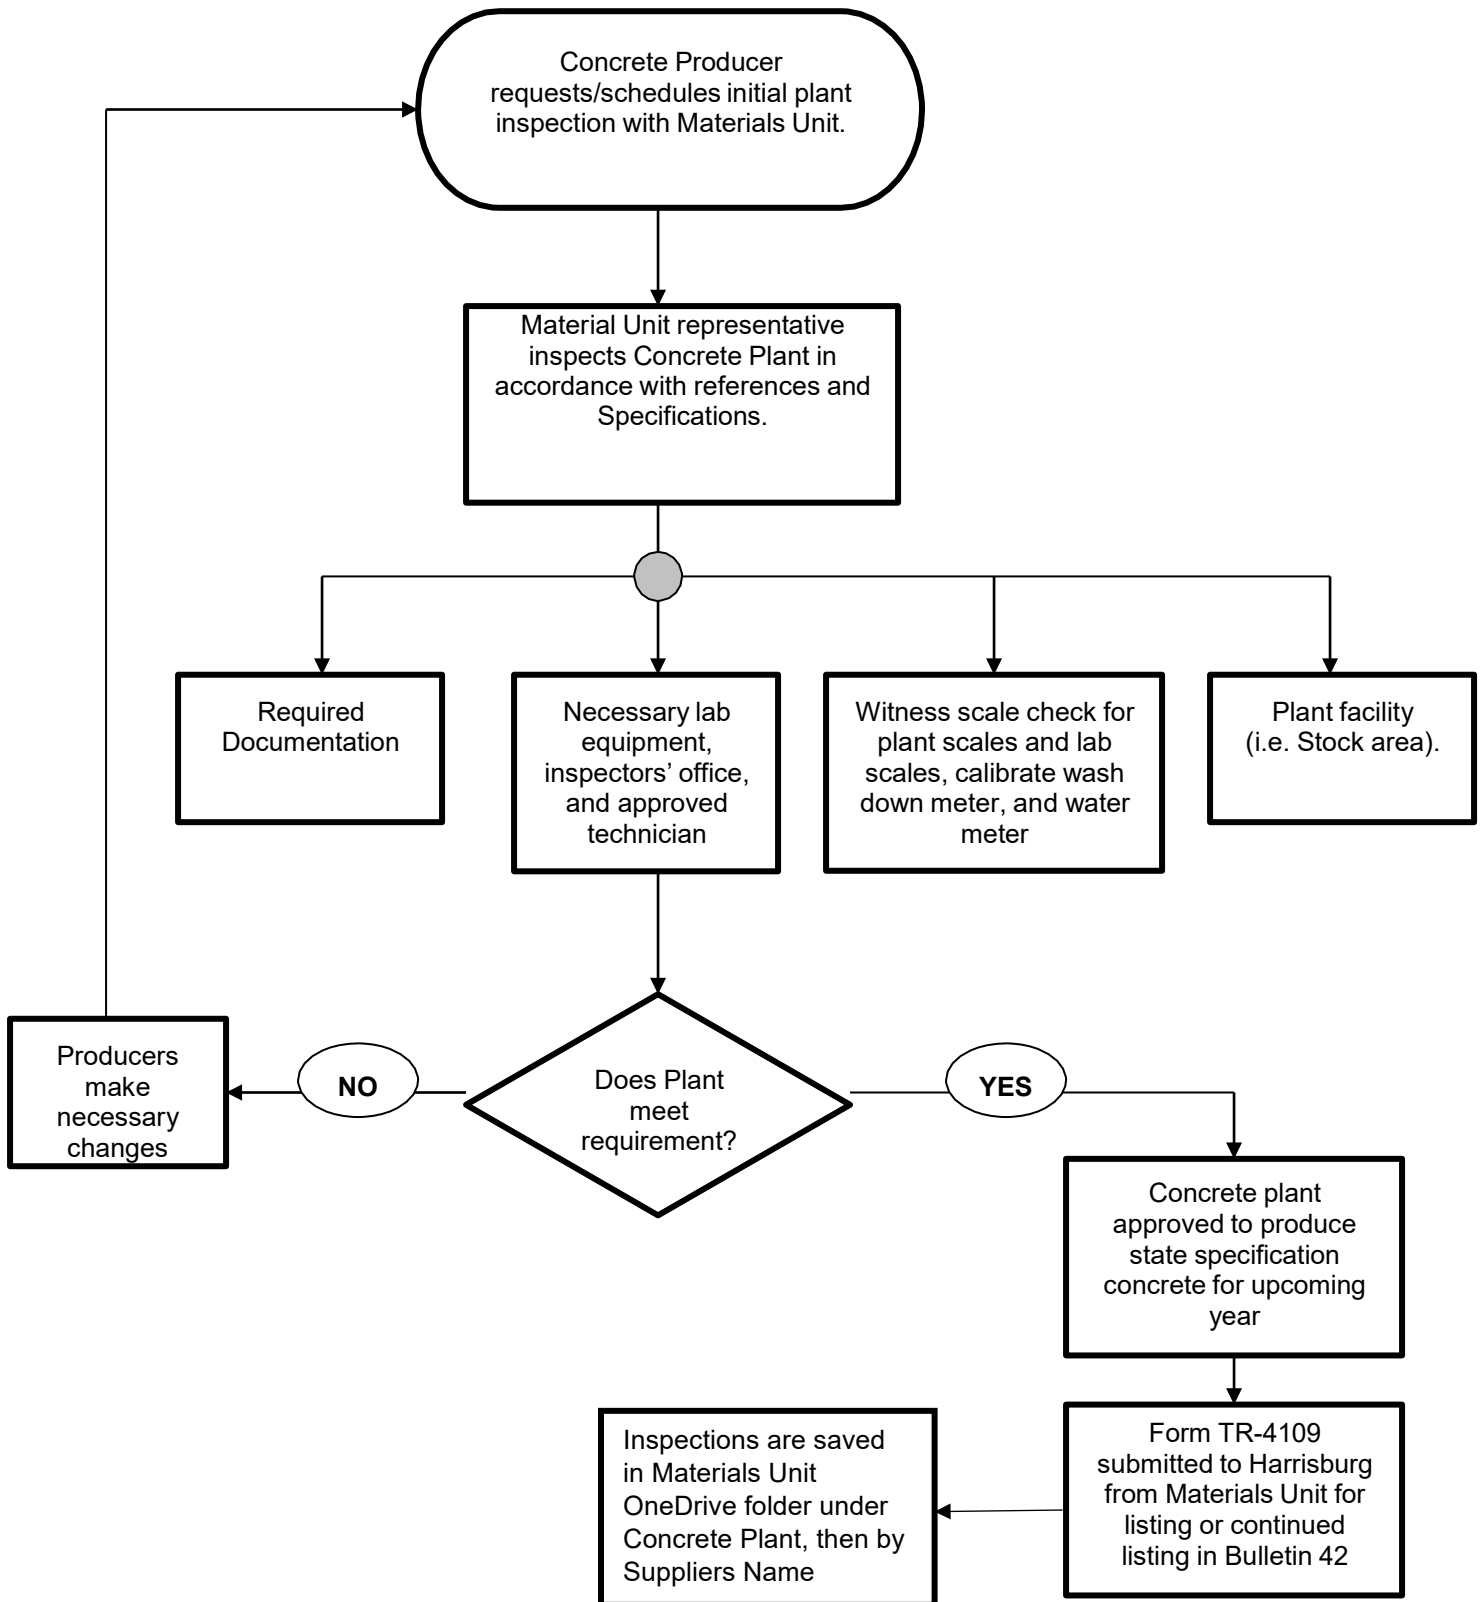 Concrete Producer
requests/schedules initial plant
inspection with Materials Unit.
Material Unit representative
inspects Concrete Plant in
accordance with references and
Specifications.
Required
Documentation
Necessary lab
equipment,
inspectors’ office,
and approved
technician
Witness scale check for
plant scales and lab
scales, calibrate wash
down meter, and water
meter
Plant facility
(i.e. Stock area).
Producers
make
necessary
changes
NO
Does Plant
meet
requirement?
YES
Concrete plant
approved to produce
state specification
concrete for upcoming
year
Form TR-4109
submitted to Harrisburg
from Materials Unit for
listing or continued
listing in Bulletin 42
Inspections are saved
in Materials Unit
OneDrive folder under
Concrete Plant, then by
Suppliers Name